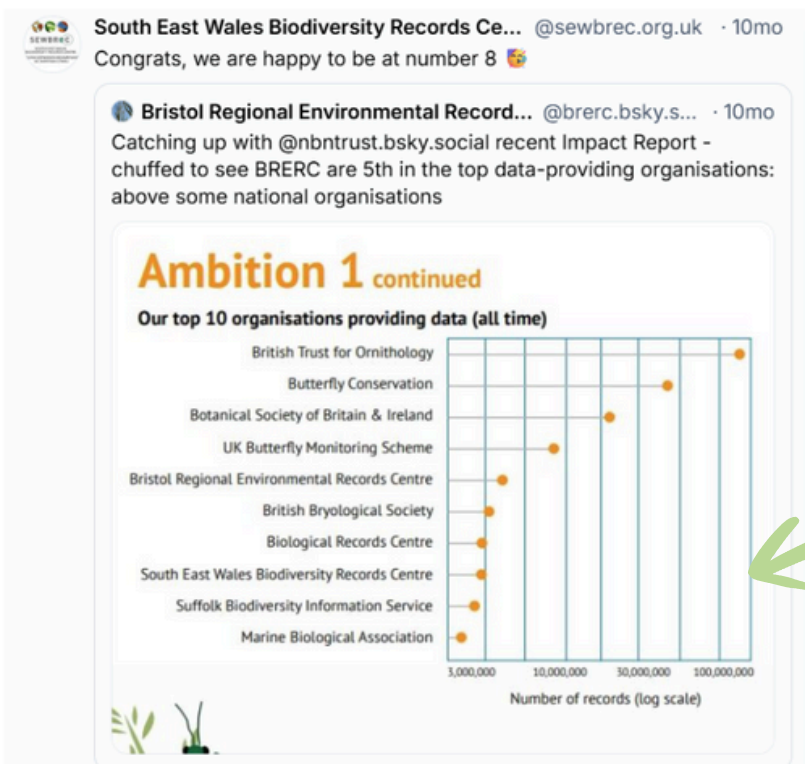 South East Wales Biodiversity Records Ce... @sewbrec.org.uk · 10mo
SEWBReC
Congrats, we are happy to be at number 8
Bristol Regional Environmental Record... @brerc.bsky.s... · 10mo
Catching up with @nbntrust.bsky.social recent Impact Report -
chuffed to see BRERC are 5th in the top data-providing organisations:
above some national organisations
Ambition 1 continued
Our top 10 organisations providing data (all time)
British Trust for Ornithology
Butterfly Conservation
Botanical Society of Britain & Ireland
UK Butterfly Monitoring Scheme
Bristol Regional Environmental Records Centre
British Bryological Society
Biological Records Centre
South East Wales Biodiversity Records Centre
Suffolk Biodiversity Information Service
Marine Biological Association
3,000,000 10,000,000 30,000,000 100,000,000
Number of records (log scale)